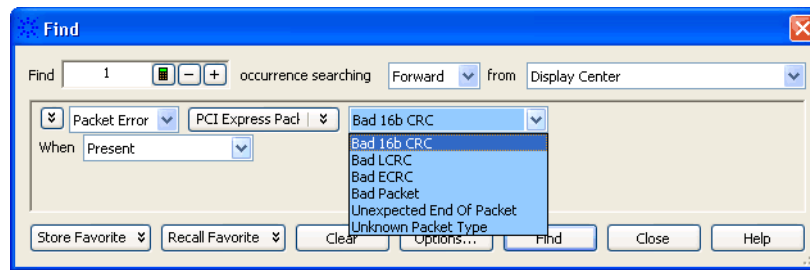 Find
Find 1 - + occurrence searching Forward from Display Center
Packet Error PCI Express Pack Bad 16b CRC
When Present
Bad 16b CRC
Bad LCRC
Bad ECRC
Bad Packet
Unexpected End Of Packet
Unknown Packet Type
Store Favorite Recall Favorite Clear Options... Find Close Help